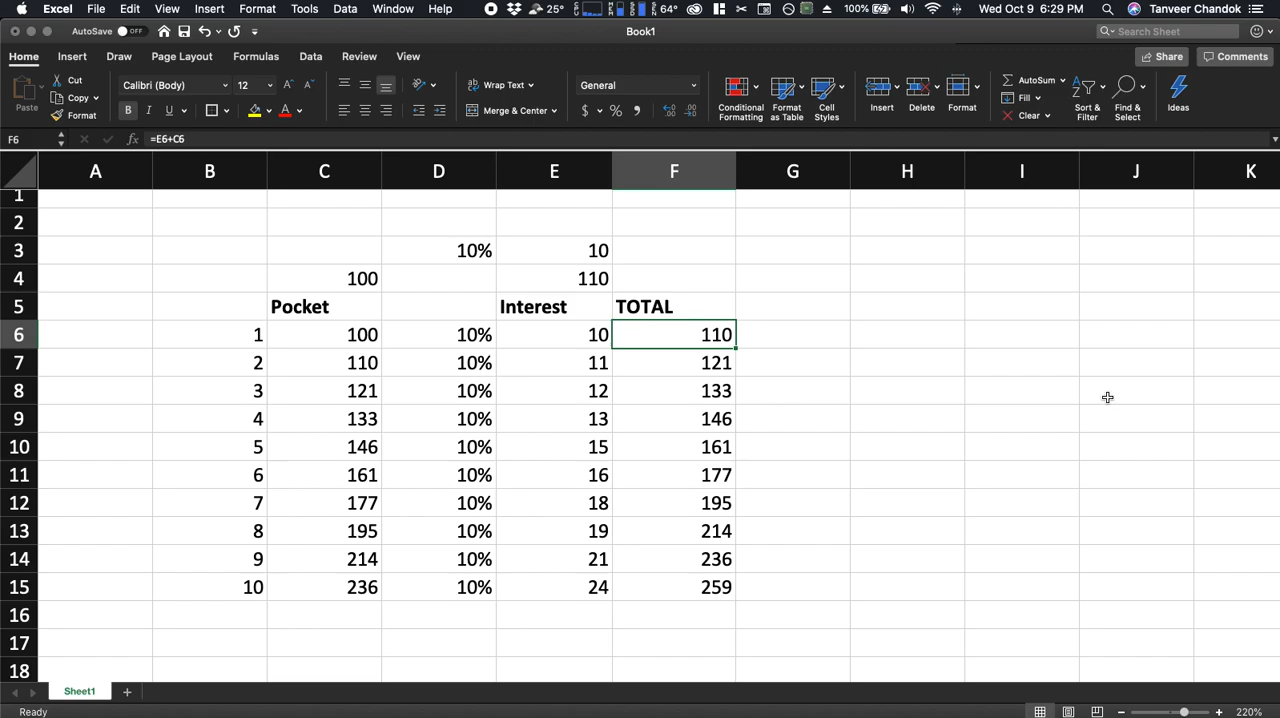 Excel File Edit View Insert Format Tools Data Window Help 25° 64° 100% Wed Oct 9 6:29 PM Tanveer Chandok
AutoSave OFF Book1 Search Sheet
Home Insert Draw Page Layout Formulas Data Review View Share Comments
Paste Cut Copy Format
Calibri (Body) 12 B I U A
Wrap Text
Merge & Center
General
$ % ,
Conditional Formatting
Format as Table
Cell Styles
Insert Delete Format
AutoSum
Fill
Clear
Sort & Filter
Find & Select
Ideas
F6 fx =E6+C6
A B C D E F G H I J K
1
2
3 10% 10
4 100 110
5 Pocket Interest TOTAL
6 1 100 10% 10 110
7 2 110 10% 11 121
8 3 121 10% 12 133
9 4 133 10% 13 146
10 5 146 10% 15 161
11 6 161 10% 16 177
12 7 177 10% 18 195
13 8 195 10% 19 214
14 9 214 10% 21 236
15 10 236 10% 24 259
16
17
18
Sheet1 +
Ready 220%